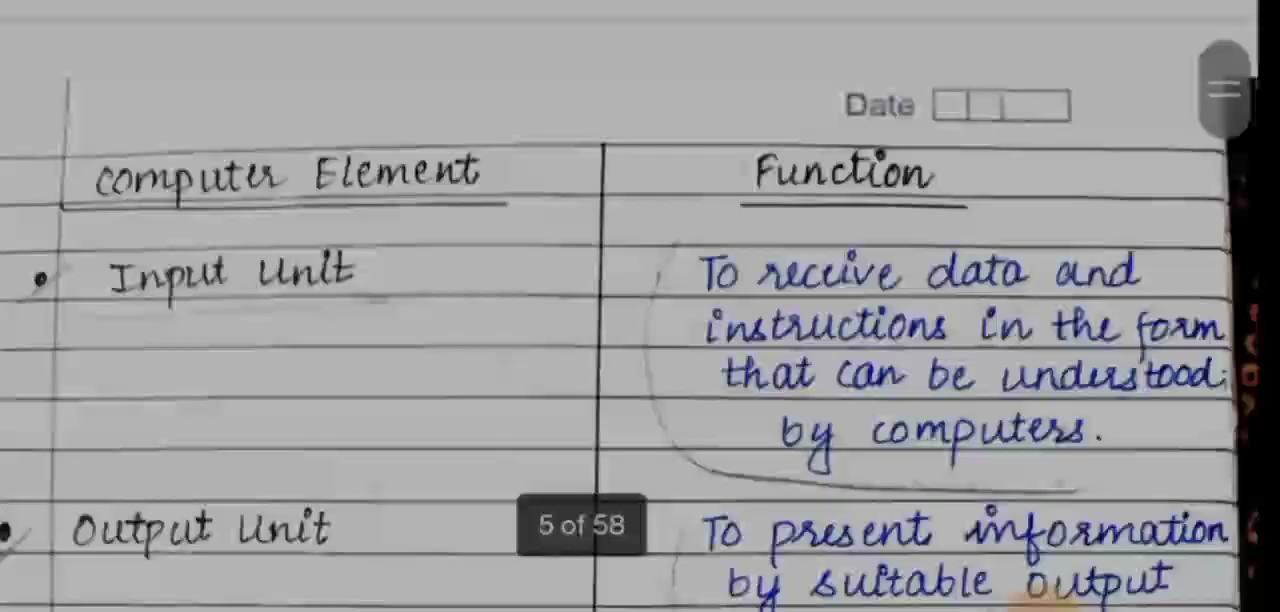 Date
Computer Element Function
Input Unit To receive data and
instructions in the form
that can be understood
by computers.
5 of 58
Output Unit To present information
by suitable output